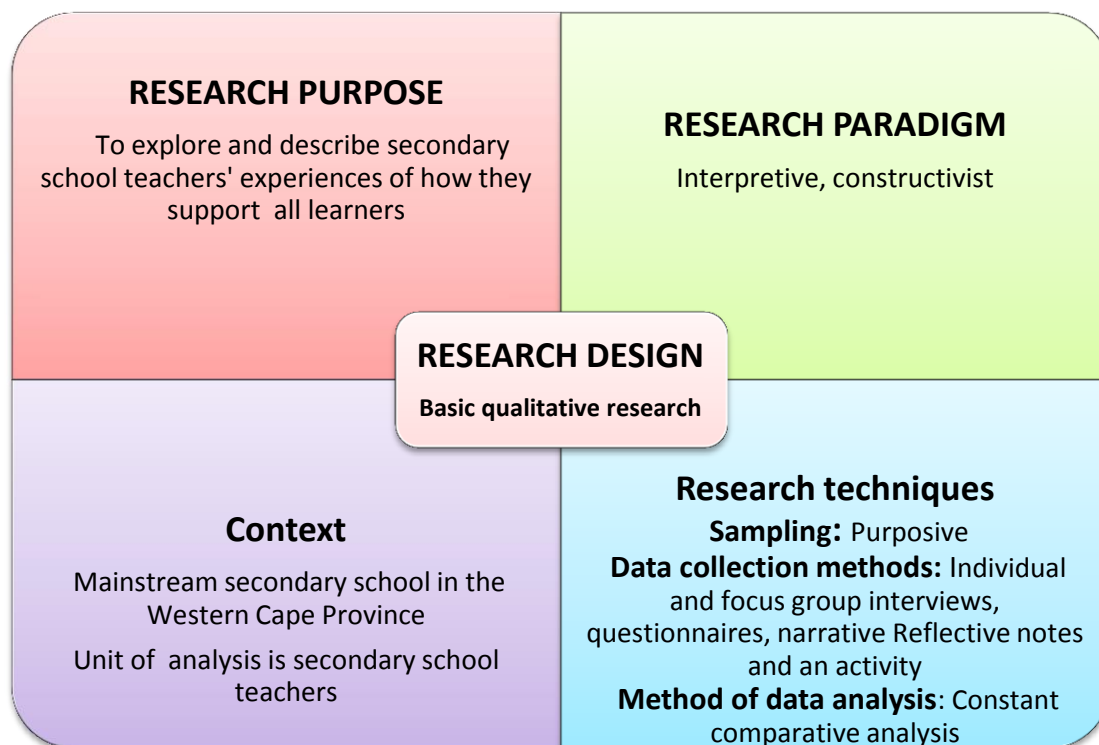 RESEARCH PURPOSE
To explore and describe secondary
school teachers' experiences of how they
support all learners
RESEARCH PARADIGM
Interpretive, constructivist
RESEARCH DESIGN
Basic qualitative research
Context
Mainstream secondary school in the
Western Cape Province
Unit of analysis is secondary school
teachers
Research techniques
Sampling: Purposive
Data collection methods: Individual
and focus group interviews,
questionnaires, narrative Reflective notes
and an activity
Method of data analysis: Constant
comparative analysis